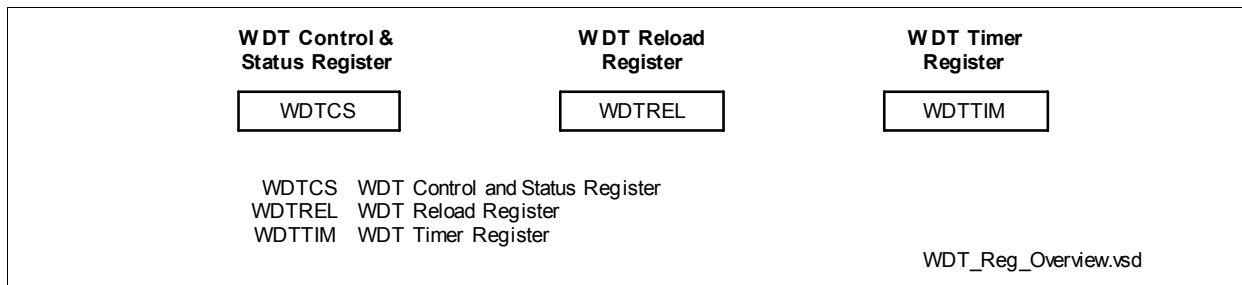 WDT Control &
Status Register
WDT Reload
Register
WDT Timer
Register
WDTCS
WDTREL
WDTTIM
WDTCS WDT Control and Status Register
WDTREL WDT Reload Register
WDTTIM WDT Timer Register
WDT_Reg_Overview.vsd